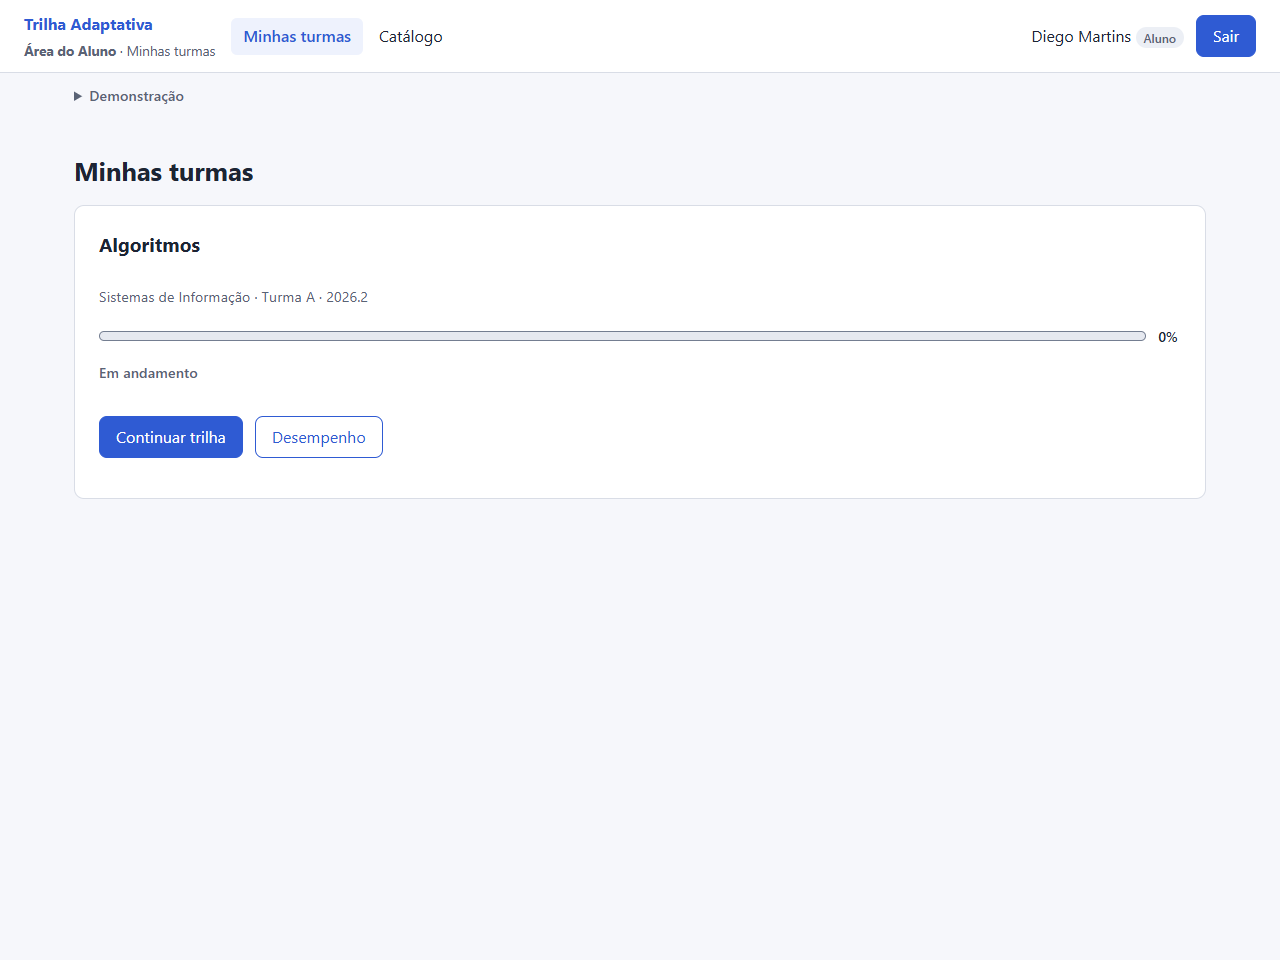 Trilha Adaptativa
Área do Aluno · Minhas turmas
Minhas turmas
Catálogo
Diego Martins
Aluno
Sair
Demonstração
Minhas turmas
Algoritmos
Sistemas de Informação · Turma A · 2026.2
0%
Em andamento
Continuar trilha
Desempenho